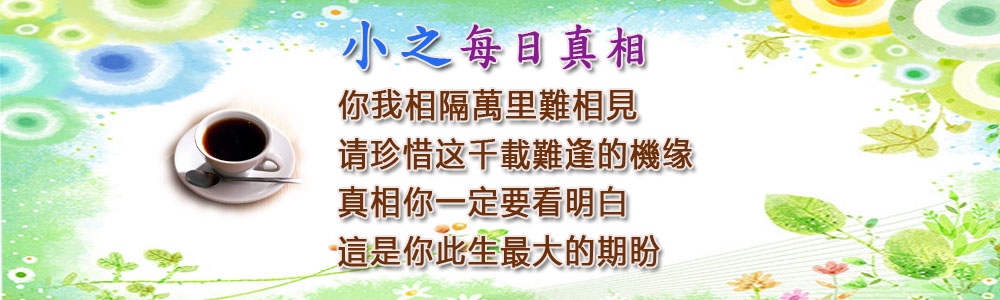 小之每日真相
你我相隔萬里難相見
请珍惜这千載難逢的機缘
真相你一定要看明白
這是你此生最大的期盼